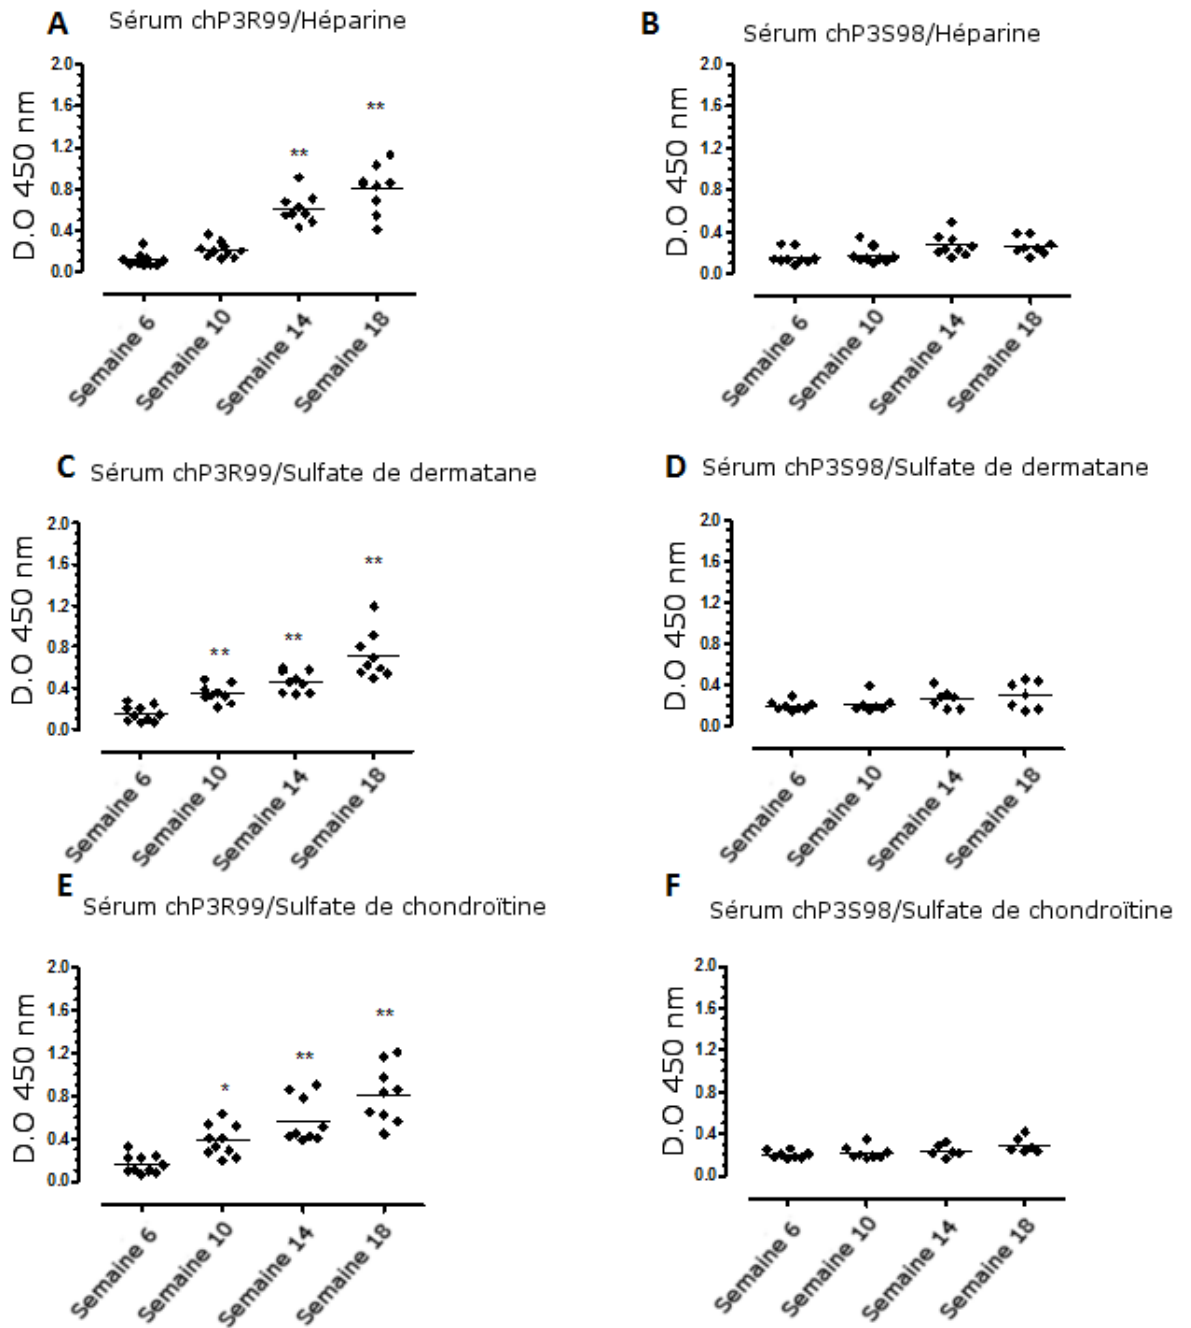 A Sérum chP3R99/Héparine
D.O 450 nm
2.0
1.6
1.2
0.8
0.4
0.0
**
**
Semaine 6
Semaine 10
Semaine 14
Semaine 18
B Sérum chP3S98/Héparine
D.O 450 nm
2.0
1.6
1.2
0.8
0.4
0.0
Semaine 6
Semaine 10
Semaine 14
Semaine 18
C Sérum chP3R99/Sulfate de dermatane
D.O 450 nm
2.0
1.6
1.2
0.8
0.4
0.0
**
**
**
Semaine 6
Semaine 10
Semaine 14
Semaine 18
D Sérum chP3S98/Sulfate de dermatane
D.O 450 nm
2.0
1.6
1.2
0.8
0.4
0.0
Semaine 6
Semaine 10
Semaine 14
Semaine 18
E Sérum chP3R99/Sulfate de chondroïtine
D.O 450 nm
2.0
1.6
1.2
0.8
0.4
0.0
*
**
**
Semaine 6
Semaine 10
Semaine 14
Semaine 18
F Sérum chP3S98/Sulfate de chondroïtine
D.O 450 nm
2.0
1.6
1.2
0.8
0.4
0.0
Semaine 6
Semaine 10
Semaine 14
Semaine 18